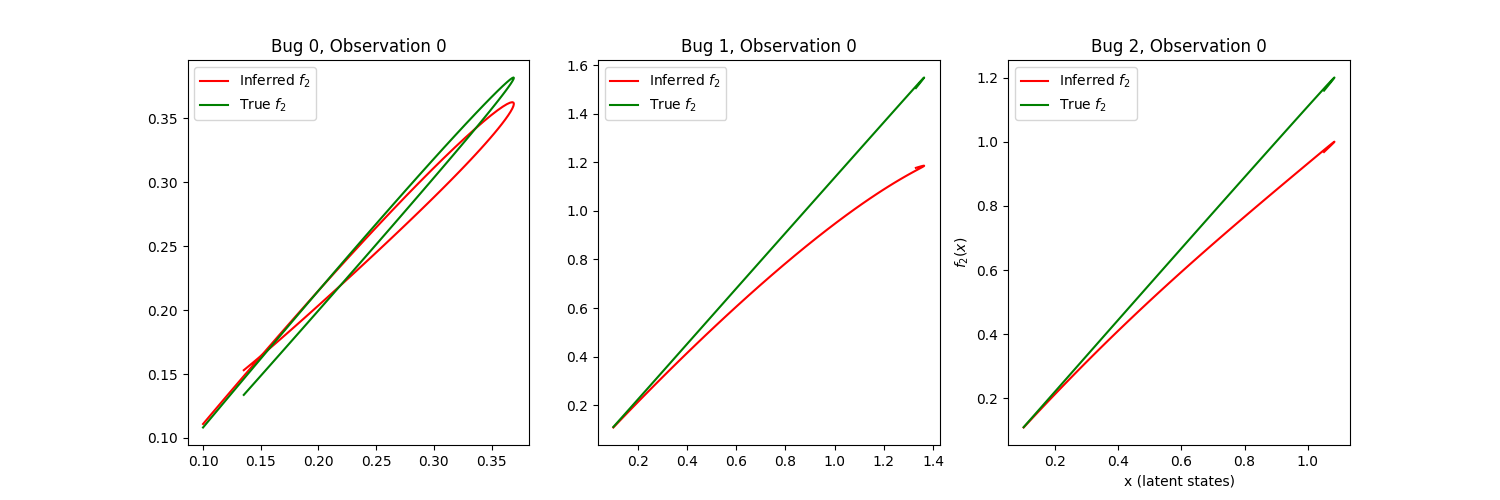 Bug 0, Observation 0
Inferred f₂
True f₂
0.35
0.30
0.25
0.20
0.15
0.10
0.10 0.15 0.20 0.25 0.30 0.35
Bug 1, Observation 0
Inferred f₂
True f₂
1.6
1.4
1.2
1.0
0.8
0.6
0.4
0.2
0.2 0.4 0.6 0.8 1.0 1.2 1.4
Bug 2, Observation 0
Inferred f₂
True f₂
f₂(x)
1.2
1.0
0.8
0.6
0.4
0.2
0.2 0.4 0.6 0.8 1.0
x (latent states)